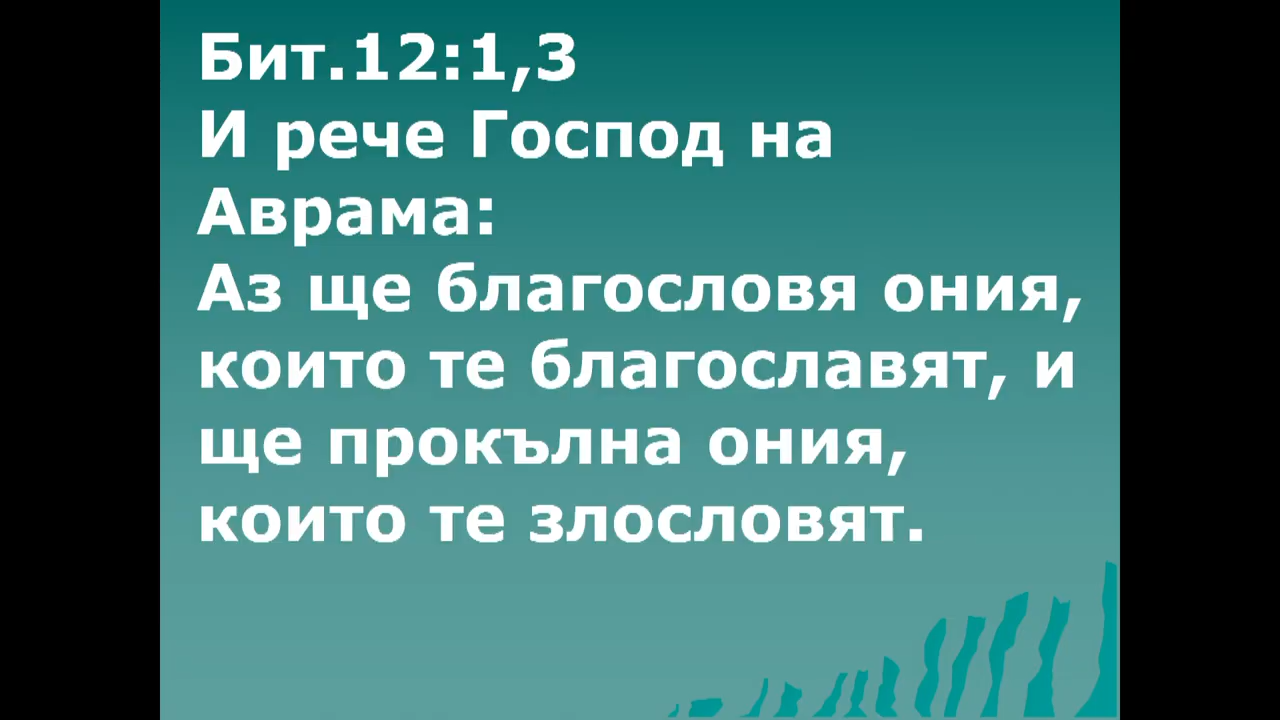 Бит.12:1,3
И рече Господ на
Аврама:
Аз ще благословя ония,
които те благославят, и
ще прокълна ония,
които те злословят.